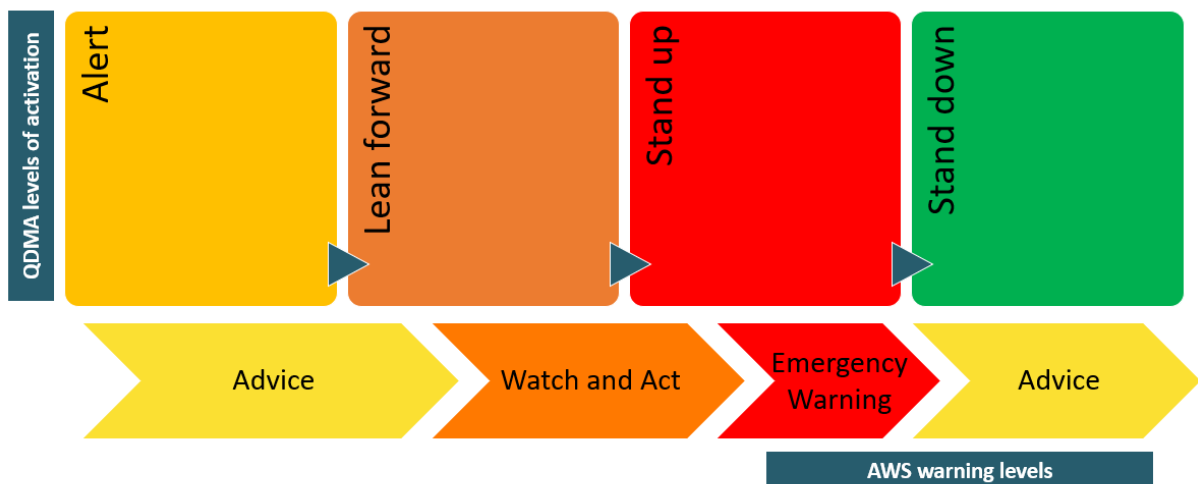 QDMA levels of activation
Alert
Lean forward
Stand up
Stand down
Advice
Watch and Act
Emergency
Warning
Advice
AWS warning levels